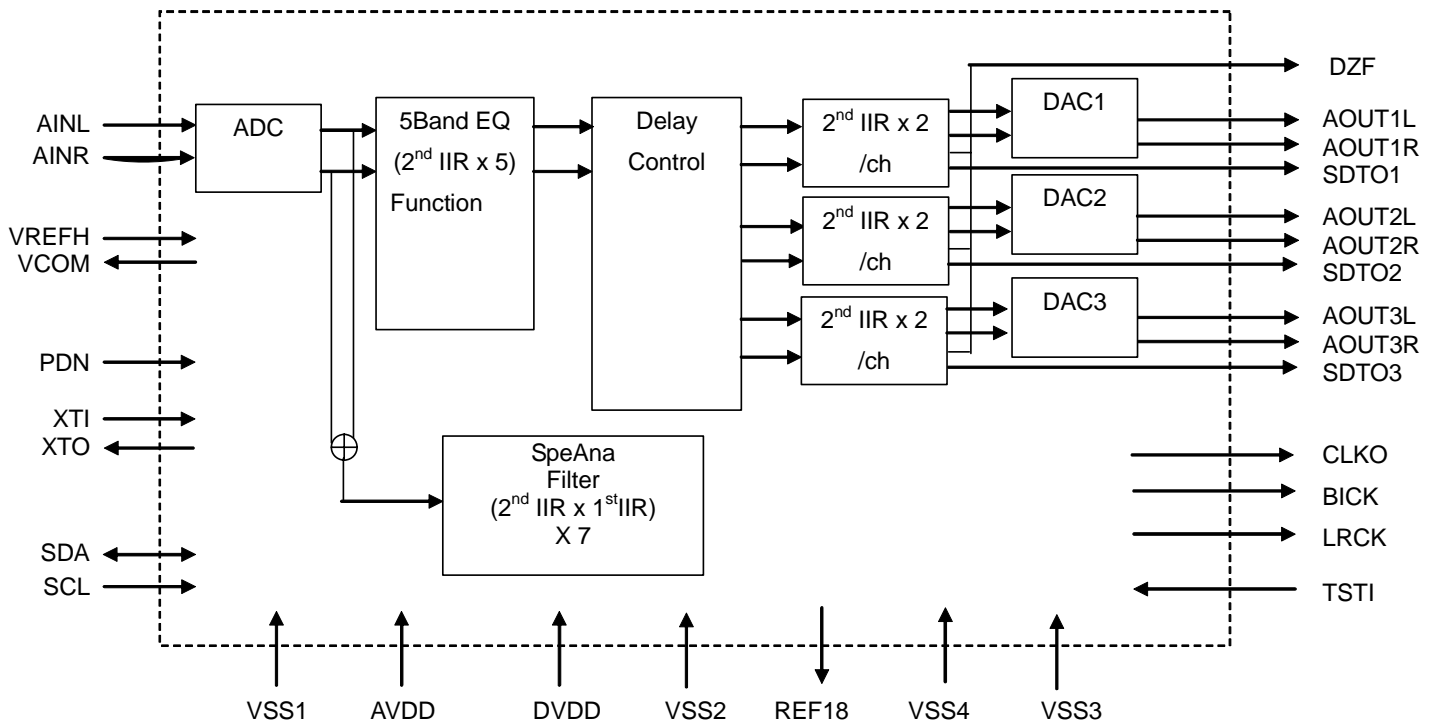 DZF
AINL
AINR
ADC
5Band EQ
(2nd IIR x 5)
Function
Delay
Control
2nd IIR x 2
/ch
DAC1
AOUT1L
AOUT1R
SDTO1
VREFH
VCOM
2nd IIR x 2
/ch
DAC2
AOUT2L
AOUT2R
SDTO2
2nd IIR x 2
/ch
DAC3
AOUT3L
AOUT3R
SDTO3
PDN
XTI
XTO
SpeAna
Filter
(2nd IIR x 1stIIR)
X 7
CLKO
BICK
LRCK
TSTI
SDA
SCL
VSS1
AVDD
DVDD
VSS2
REF18
VSS4
VSS3